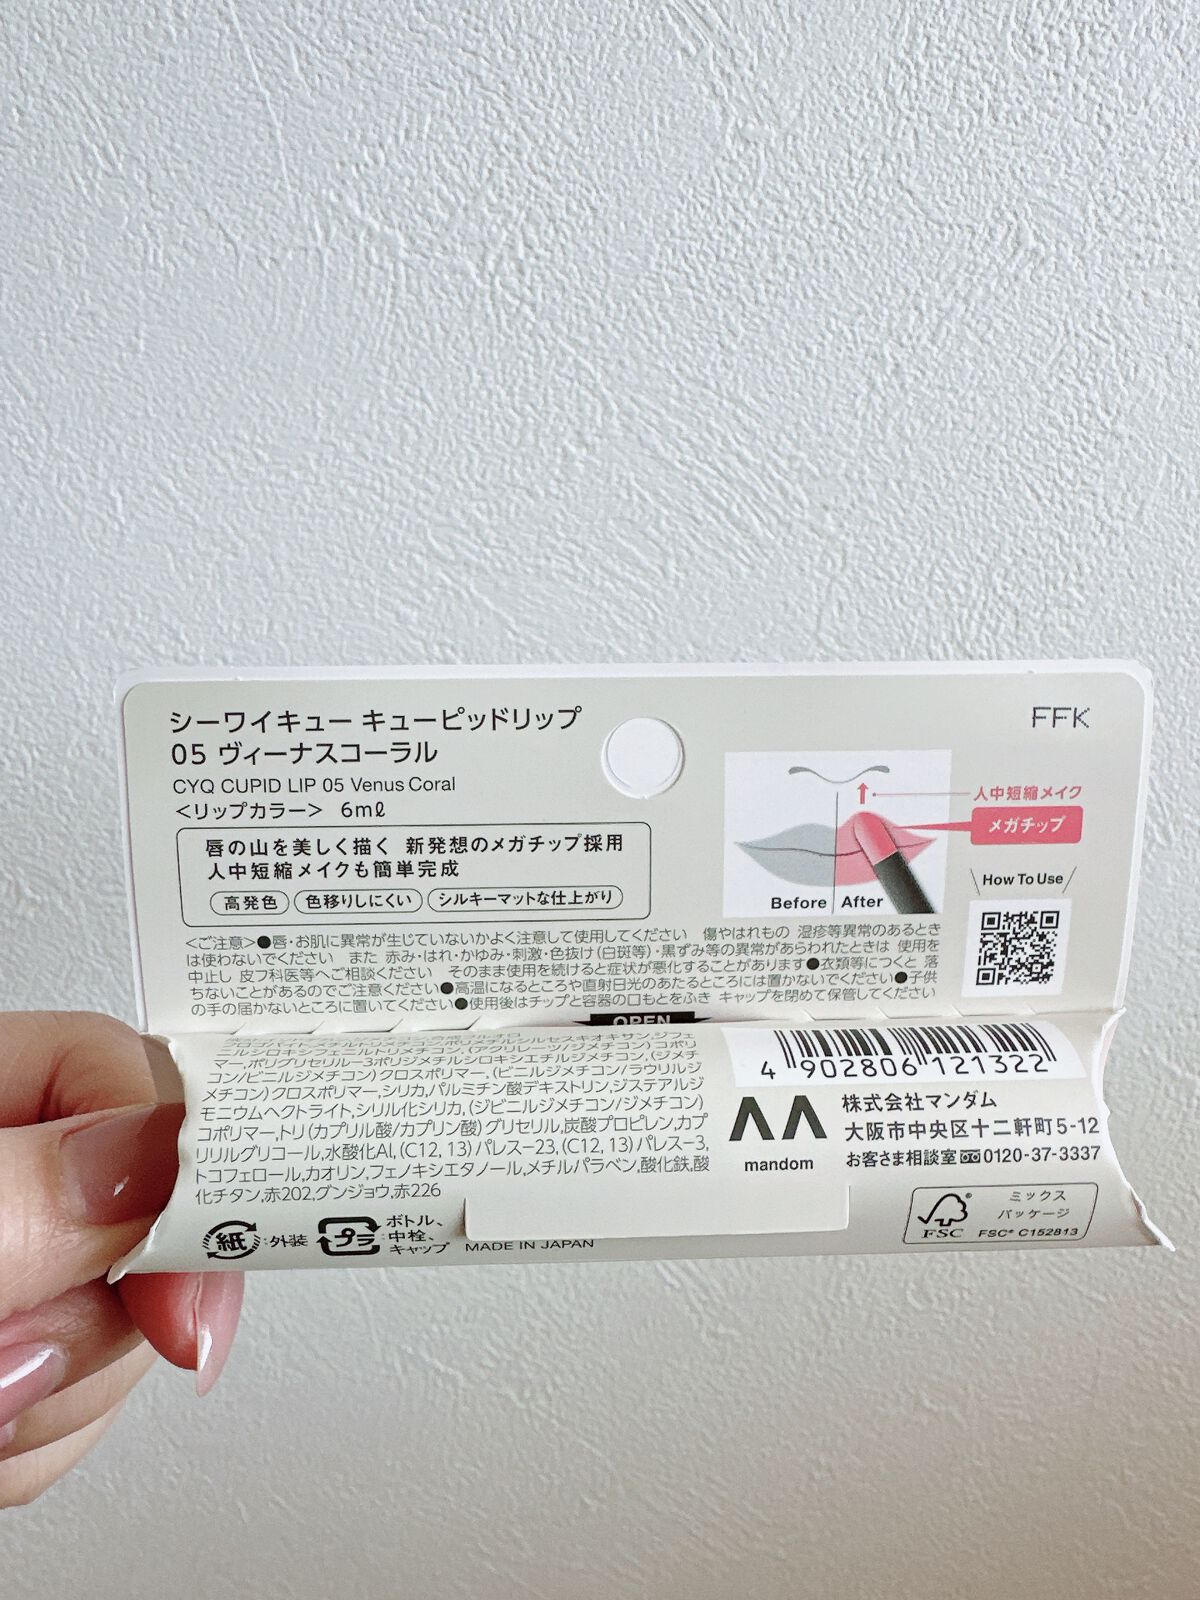 シーワイキュー キューピッドリップ
05 ヴィーナスコーラル
CYQ CUPID LIP 05 Venus Coral
＜リップカラー＞ 6mℓ
唇の山を美しく描く 新発想のメガチップ採用
人中短縮メイクも簡単完成
高発色 色移りしにくい シルキーマットな仕上がり
FFK
人中短縮メイク
メガチップ
Before After
How To Use
＜ご注意＞●唇・お肌に異常が生じていないかよく注意して使用してください 傷やはれもの 湿疹等異常のあるとき
は使わないでください また 赤み・はれ・かゆみ・刺激・色抜け(白斑等)・黒ずみ等の異常があらわれたときは 使用を
中止し 皮フ科医等へご相談ください そのまま使用を続けると症状が悪化することがあります●衣類等につくと 落
ちないことがあるのでご注意ください●高温になるところや直射日光のあたるところには置かないでください●子供
の手の届かないところに置いてください●使用後はチップと容器の口もとをふき キャップを閉めて保管してください
OPEN
ニルシロキシフェニルトリメチコン,(アクリレーツ/ジメチコン)コポリ
マー,ポリグリセリル-3ポリジメチルシロキシエチルジメチコン,(ジメチ
コン/ビニルジメチコン)クロスポリマー,(ビニルジメチコン/ラウリルジ
メチコン)クロスポリマー,シリカ,パルミチン酸デキストリン,ジステアルジ
モニウムヘクトライト,シリル化シリカ,(ジビニルジメチコン/ジメチコン)
コポリマー,トリ(カプリル酸/カプリン酸)グリセリル,炭酸プロピレン,カプ
リリルグリコール,水酸化Al,(C12,13)パレス-23,(C12,13)パレス-3,
トコフェロール,カオリン,フェノキシエタノール,メチルパラベン,酸化鉄,酸
化チタン,赤202,グンジョウ,赤226
4 902806 121322
mandom
株式会社マンダム
大阪市中央区十二軒町5-12
お客さま相談室 0120-37-3337
紙 :外装
プラ ボトル、
中栓、
キャップ
MADE IN JAPAN
FSC
ミックス
パッケージ
FSC® C152813